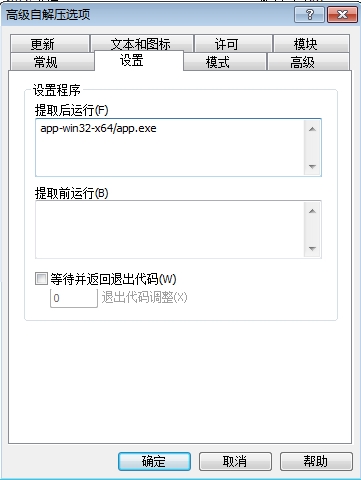 高级自解压选项
更新 文本和图标 许可 模块
常规 设置 模式 高级
设置程序
提取后运行(F)
app-win32-x64/app.exe
提取前运行(B)
等待并返回退出代码(W)
0 退出代码调整(X)
确定 取消 帮助